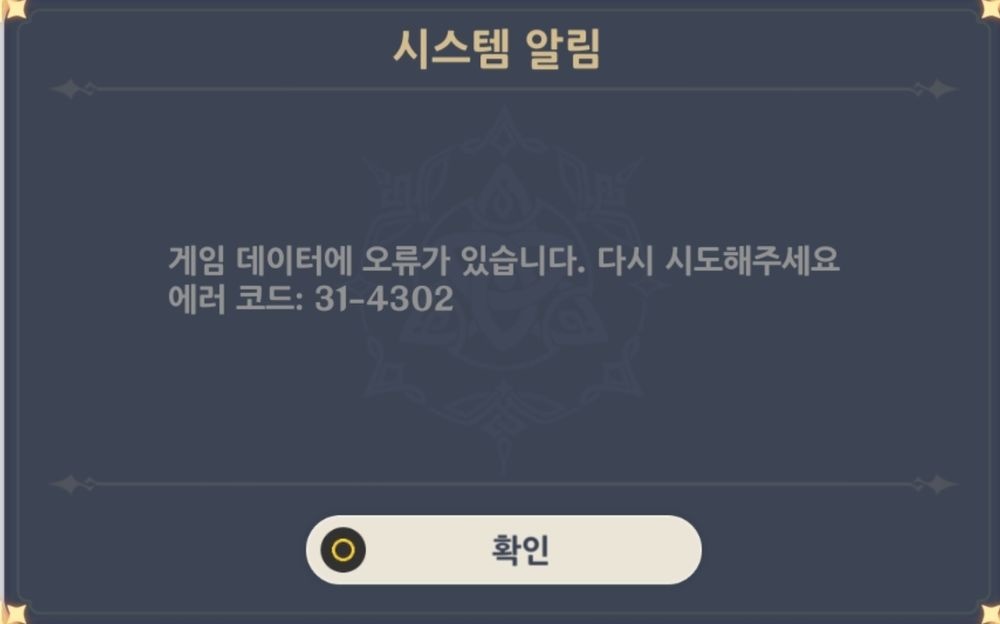 시스템 알림
게임 데이터에 오류가 있습니다. 다시 시도해주세요
에러 코드: 31-4302
확인